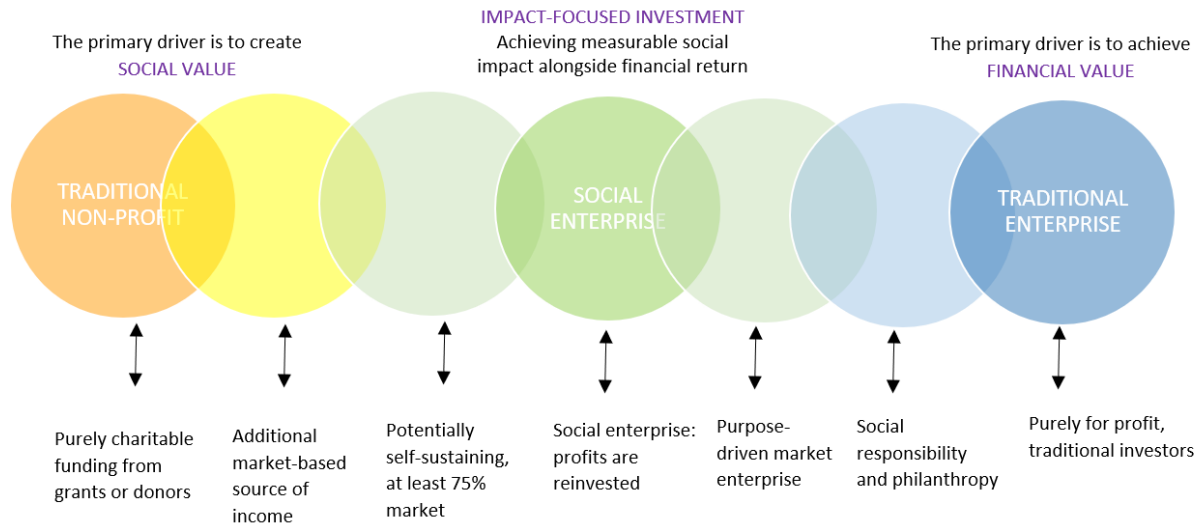 The primary driver is to create
SOCIAL VALUE
IMPACT-FOCUSED INVESTMENT
Achieving measurable social
impact alongside financial return
The primary driver is to achieve
FINANCIAL VALUE
TRADITIONAL
NON-PROFIT
SOCIAL
ENTERPRISE
TRADITIONAL
ENTERPRISE
Purely charitable
funding from
grants or donors
Additional
market-based
source of
income
Potentially
self-sustaining,
at least 75%
market
Social enterprise:
profits are
reinvested
Purpose-
driven market
enterprise
Social
responsibility
and philanthropy
Purely for profit,
traditional investors